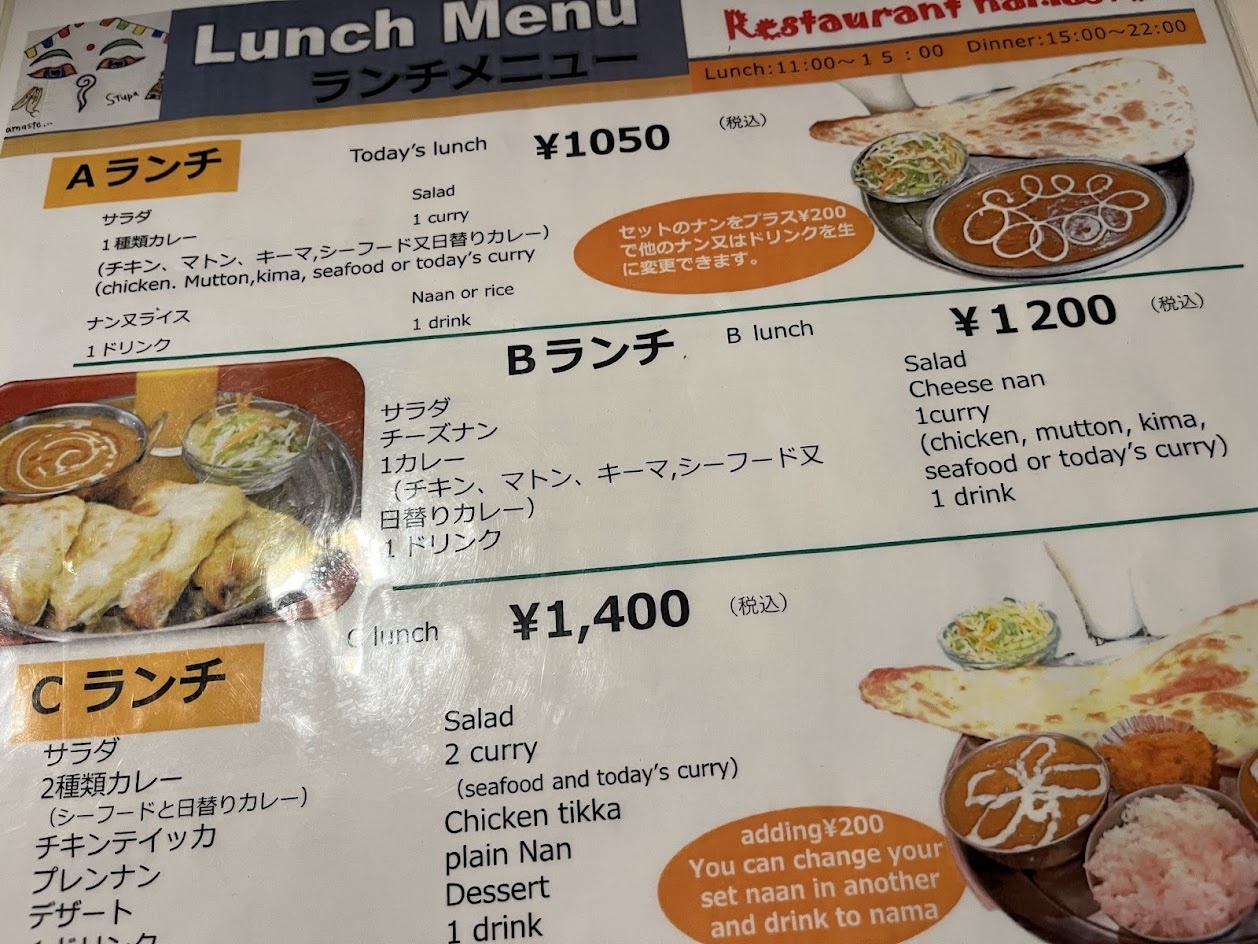 Lunch Menu
ランチメニュー
Restaurant
Lunch:11:00～15:00 Dinner:15:00～22:00
Stupa
amaste...
Aランチ
Today's lunch
¥1050
(税込)
サラダ
1種類カレー
(チキン、マトン、キーマ,シーフード又日替りカレー)
(chicken. Mutton,kima, seafood or today's curry
ナン又ライス
1ドリンク
Salad
1 curry
Naan or rice
1 drink
セットのナンをプラス¥200
で他のナン又はドリンクを生
に変更できます。
Bランチ
B lunch
¥1200
(税込)
サラダ
チーズナン
1カレー
(チキン、マトン、キーマ,シーフード又
日替りカレー)
1ドリンク
Salad
Cheese nan
1curry
(chicken, mutton, kima,
seafood or today's curry)
1 drink
Cランチ
C lunch
¥1,400
(税込)
サラダ
2種類カレー
(シーフードと日替りカレー)
チキンテイッカ
プレンナン
デザート
1ドリンク
Salad
2 curry
(seafood and today's curry)
Chicken tikka
plain Nan
Dessert
1 drink
adding¥200
You can change your
set naan in another
and drink to nama